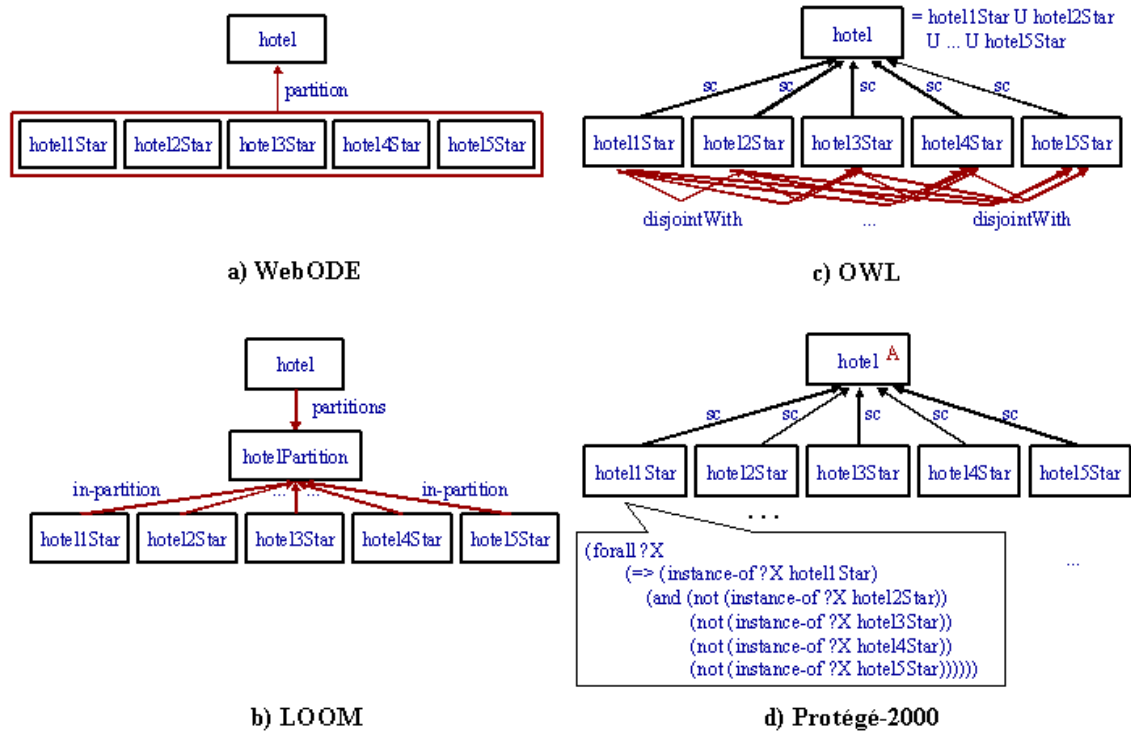 hotel
partition
hotel1Star hotel2Star hotel3Star hotel4Star hotel5Star
a) WebODE
hotel
= hotel1Star U hotel2Star
U ... U hotel5Star
sc sc sc sc sc
hotel1Star hotel2Star hotel3Star hotel4Star hotel5Star
disjointWith ... disjointWith
c) OWL
hotel
partitions
hotelPartition
in-partition ... ... in-partition
hotel1Star hotel2Star hotel3Star hotel4Star hotel5Star
b) LOOM
hotel A
sc sc sc sc sc
hotel1Star hotel2Star hotel3Star hotel4Star hotel5Star
...
...
(forall ?X
(=> (instance-of ?X hotel1Star)
(and (not (instance-of ?X hotel2Star))
(not (instance-of ?X hotel3Star))
(not (instance-of ?X hotel4Star))
(not (instance-of ?X hotel5Star))))))
d) Protégé-2000